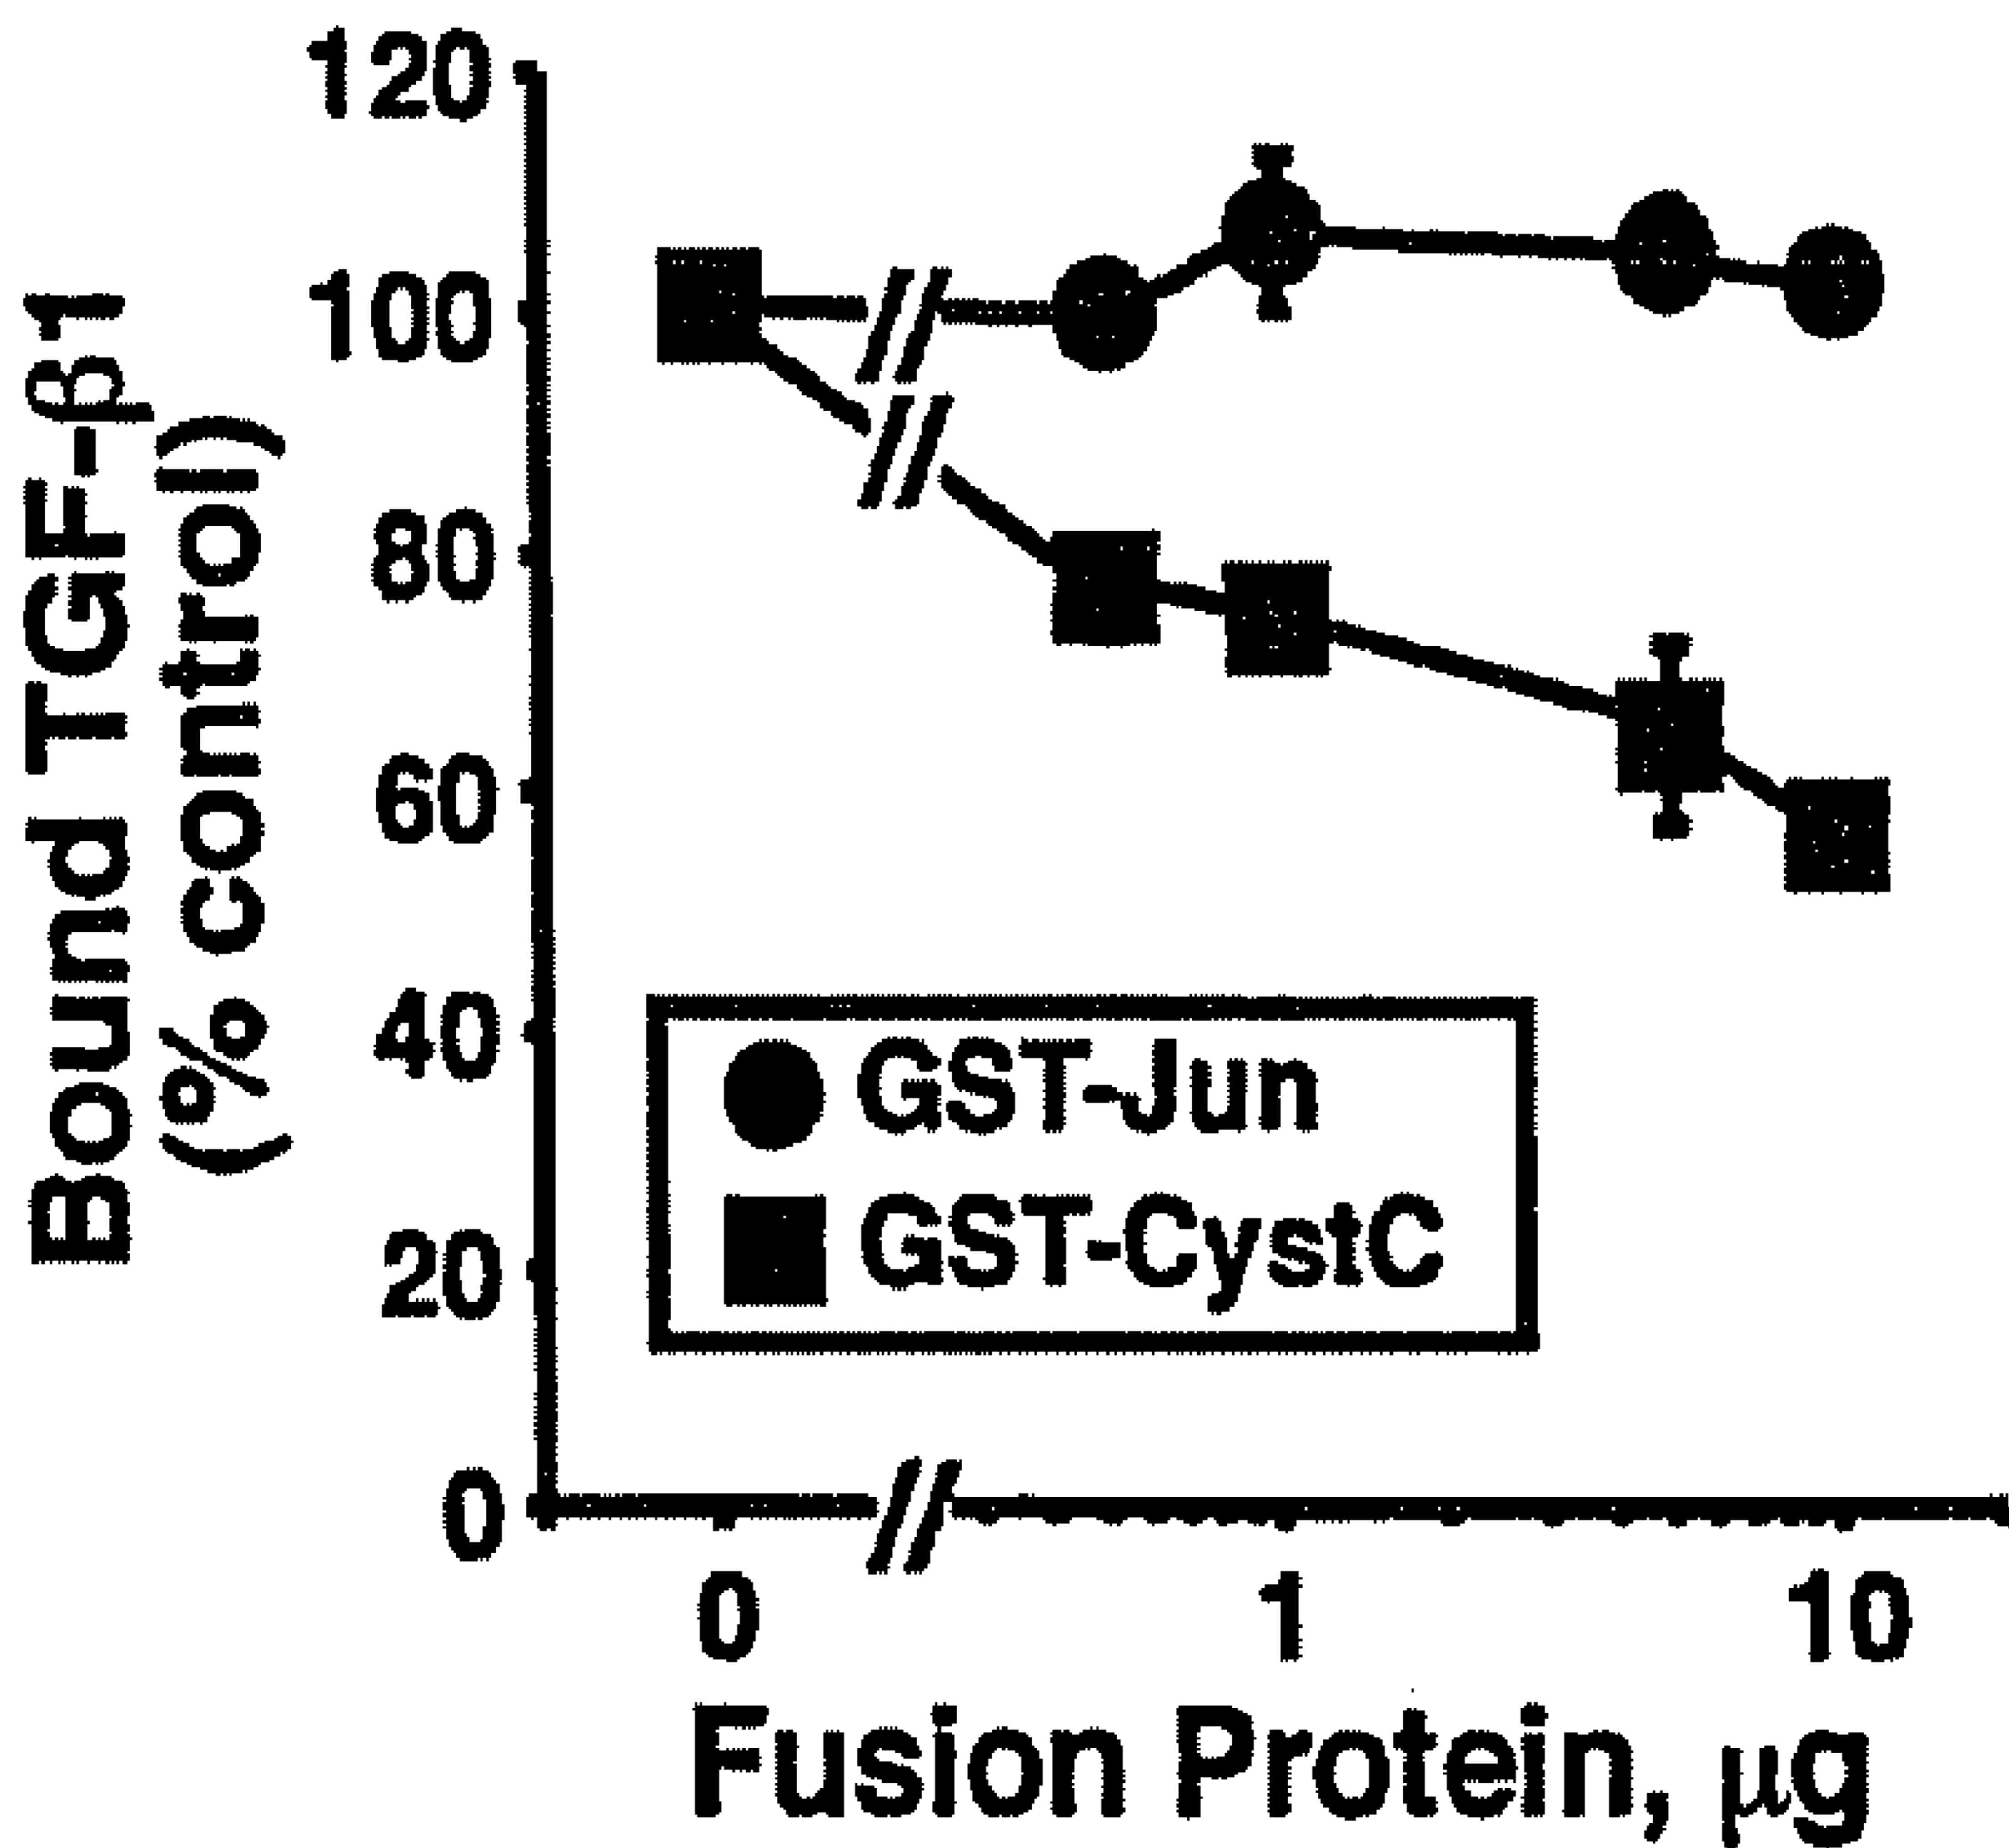 Bound TGF-β1
(% control)
120
100
80
60
40
20
0
GST-Jun
GST-CystC
0 1 10
Fusion Protein, µg